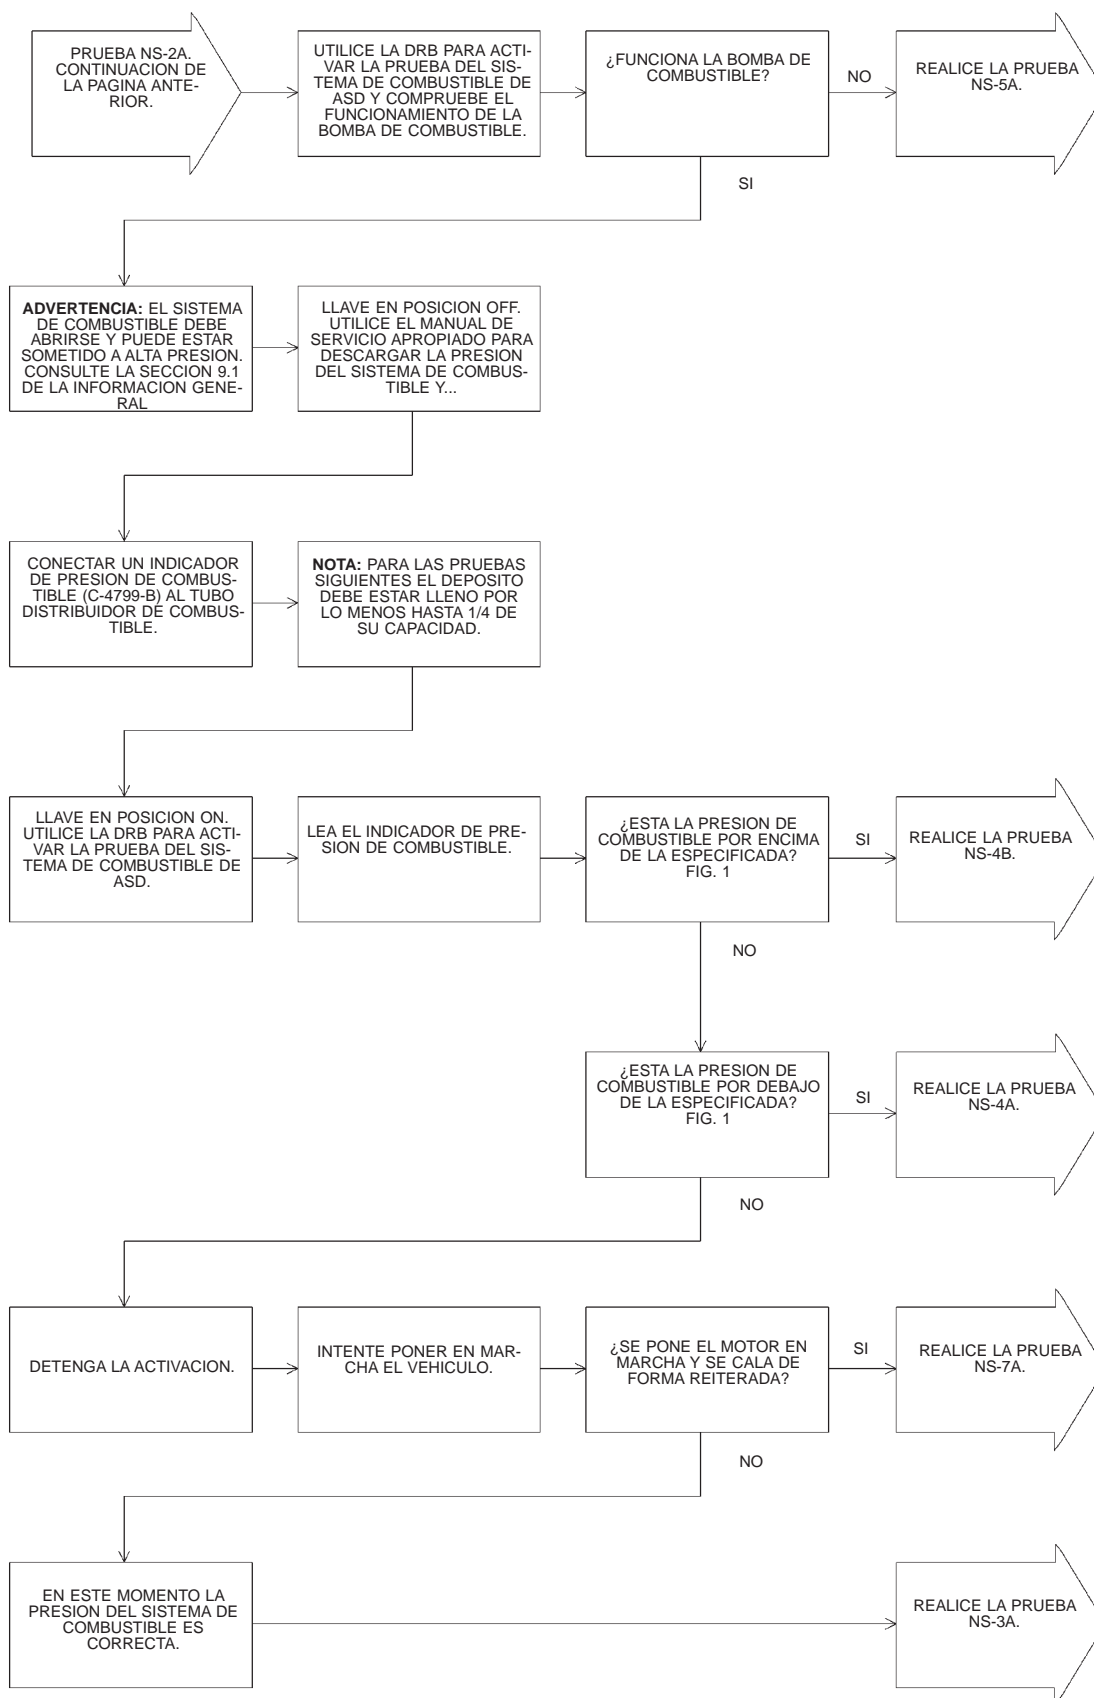 PRUEBA NS-2A.
CONTINUACION DE
LA PAGINA ANTE-
RIOR.
UTILICE LA DRB PARA ACTI-
VAR LA PRUEBA DEL SIS-
TEMA DE COMBUSTIBLE DE
ASD Y COMPRUEBE EL
FUNCIONAMIENTO DE LA
BOMBA DE COMBUSTIBLE.
¿FUNCIONA LA BOMBA DE
COMBUSTIBLE?
NO
REALICE LA PRUEBA
NS-5A.
SI
ADVERTENCIA: EL SISTEMA
DE COMBUSTIBLE DEBE
ABRIRSE Y PUEDE ESTAR
SOMETIDO A ALTA PRESION.
CONSULTE LA SECCION 9.1
DE LA INFORMACION GENE-
RAL
LLAVE EN POSICION OFF.
UTILICE EL MANUAL DE
SERVICIO APROPIADO PARA
DESCARGAR LA PRESION
DEL SISTEMA DE COMBUS-
TIBLE Y...
CONECTAR UN INDICADOR
DE PRESION DE COMBUS-
TIBLE (C-4799-B) AL TUBO
DISTRIBUIDOR DE COMBUS-
TIBLE.
NOTA: PARA LAS PRUEBAS
SIGUIENTES EL DEPOSITO
DEBE ESTAR LLENO POR
LO MENOS HASTA 1/4 DE
SU CAPACIDAD.
LLAVE EN POSICION ON.
UTILICE LA DRB PARA ACTI-
VAR LA PRUEBA DEL SIS-
TEMA DE COMBUSTIBLE DE
ASD.
LEA EL INDICADOR DE PRE-
SION DE COMBUSTIBLE.
¿ESTA LA PRESION DE
COMBUSTIBLE POR ENCIMA
DE LA ESPECIFICADA?
FIG. 1
SI
REALICE LA PRUEBA
NS-4B.
NO
¿ESTA LA PRESION DE
COMBUSTIBLE POR DEBAJO
DE LA ESPECIFICADA?
FIG. 1
SI
REALICE LA PRUEBA
NS-4A.
NO
DETENGA LA ACTIVACION.
INTENTE PONER EN MAR-
CHA EL VEHICULO.
¿SE PONE EL MOTOR EN
MARCHA Y SE CALA DE
FORMA REITERADA?
SI
REALICE LA PRUEBA
NS-7A.
NO
EN ESTE MOMENTO LA
PRESION DEL SISTEMA DE
COMBUSTIBLE ES
CORRECTA.
REALICE LA PRUEBA
NS-3A.